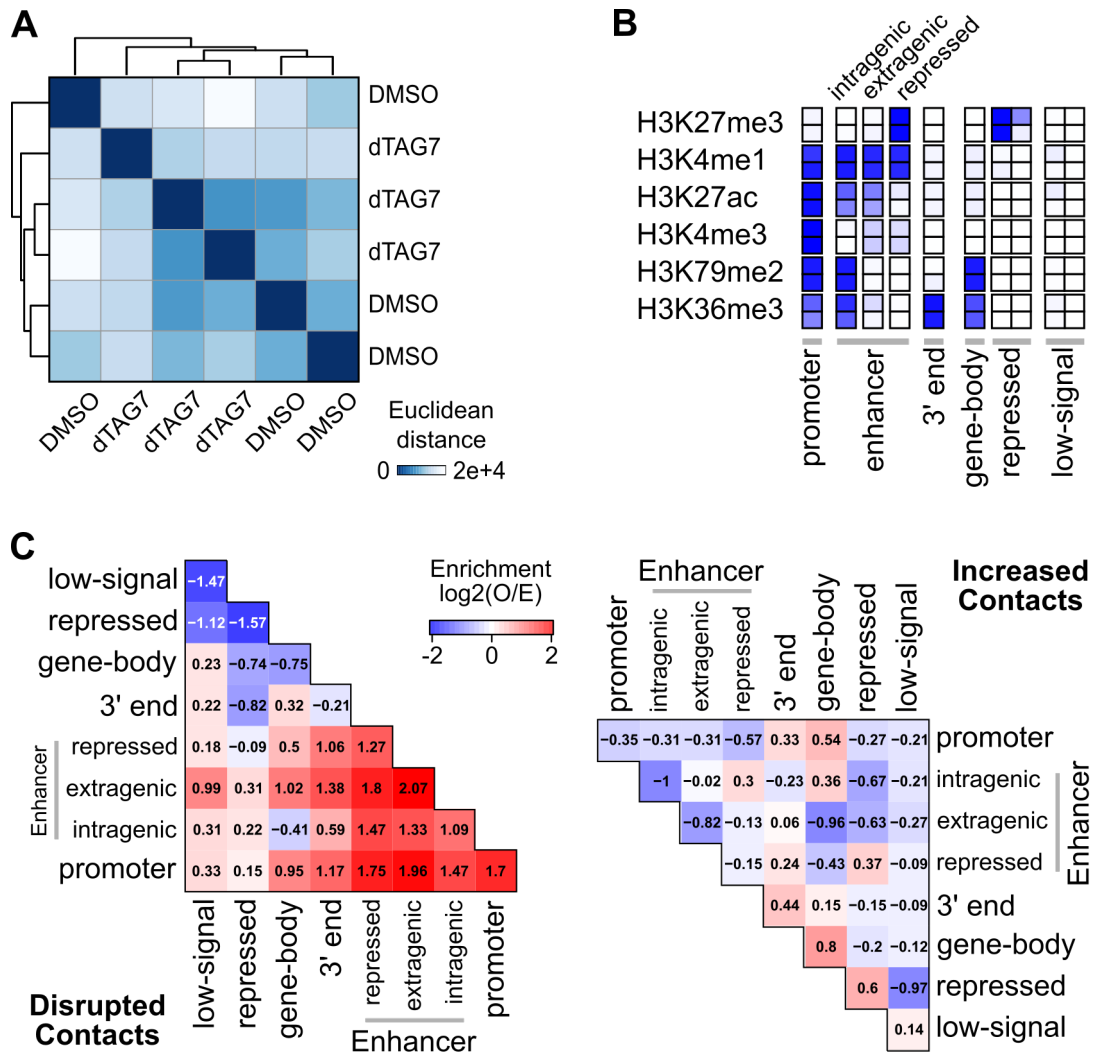 A
DMSO
dTAG7
dTAG7
dTAG7
DMSO
DMSO
DMSO
dTAG7
dTAG7
dTAG7
DMSO
DMSO
Euclidean
distance
0
2e+4
B
intragenic
extragenic
repressed
H3K27me3
H3K4me1
H3K27ac
H3K4me3
H3K79me2
H3K36me3
promoter
enhancer
3' end
gene-body
repressed
low-signal
C
low-signal −1.47
repressed −1.12 −1.57
gene-body 0.23 −0.74 −0.75
3' end 0.22 −0.82 0.32 −0.21
repressed 0.18 −0.09 0.5 1.06 1.27
extragenic 0.99 0.31 1.02 1.38 1.8 2.07
intragenic 0.31 0.22 −0.41 0.59 1.47 1.33 1.09
promoter 0.33 0.15 0.95 1.17 1.75 1.96 1.47 1.7
Enhancer
low-signal
repressed
gene-body
3' end
repressed
extragenic
intragenic
promoter
Enhancer
Disrupted
Contacts
Enrichment
log2(O/E)
-2
0
2
Enhancer
promoter
intragenic
extragenic
repressed
3' end
gene-body
repressed
low-signal
Increased
Contacts
−0.35 −0.31 −0.31 −0.57 0.33 0.54 −0.27 −0.21 promoter
−1 −0.02 0.3 −0.23 0.36 −0.67 −0.21 intragenic
−0.82 −0.13 0.06 −0.96 −0.63 −0.27 extragenic
−0.15 0.24 −0.43 0.37 −0.09 repressed
0.44 0.15 −0.15 −0.09 3' end
0.8 −0.2 −0.12 gene-body
0.6 −0.97 repressed
0.14 low-signal
Enhancer